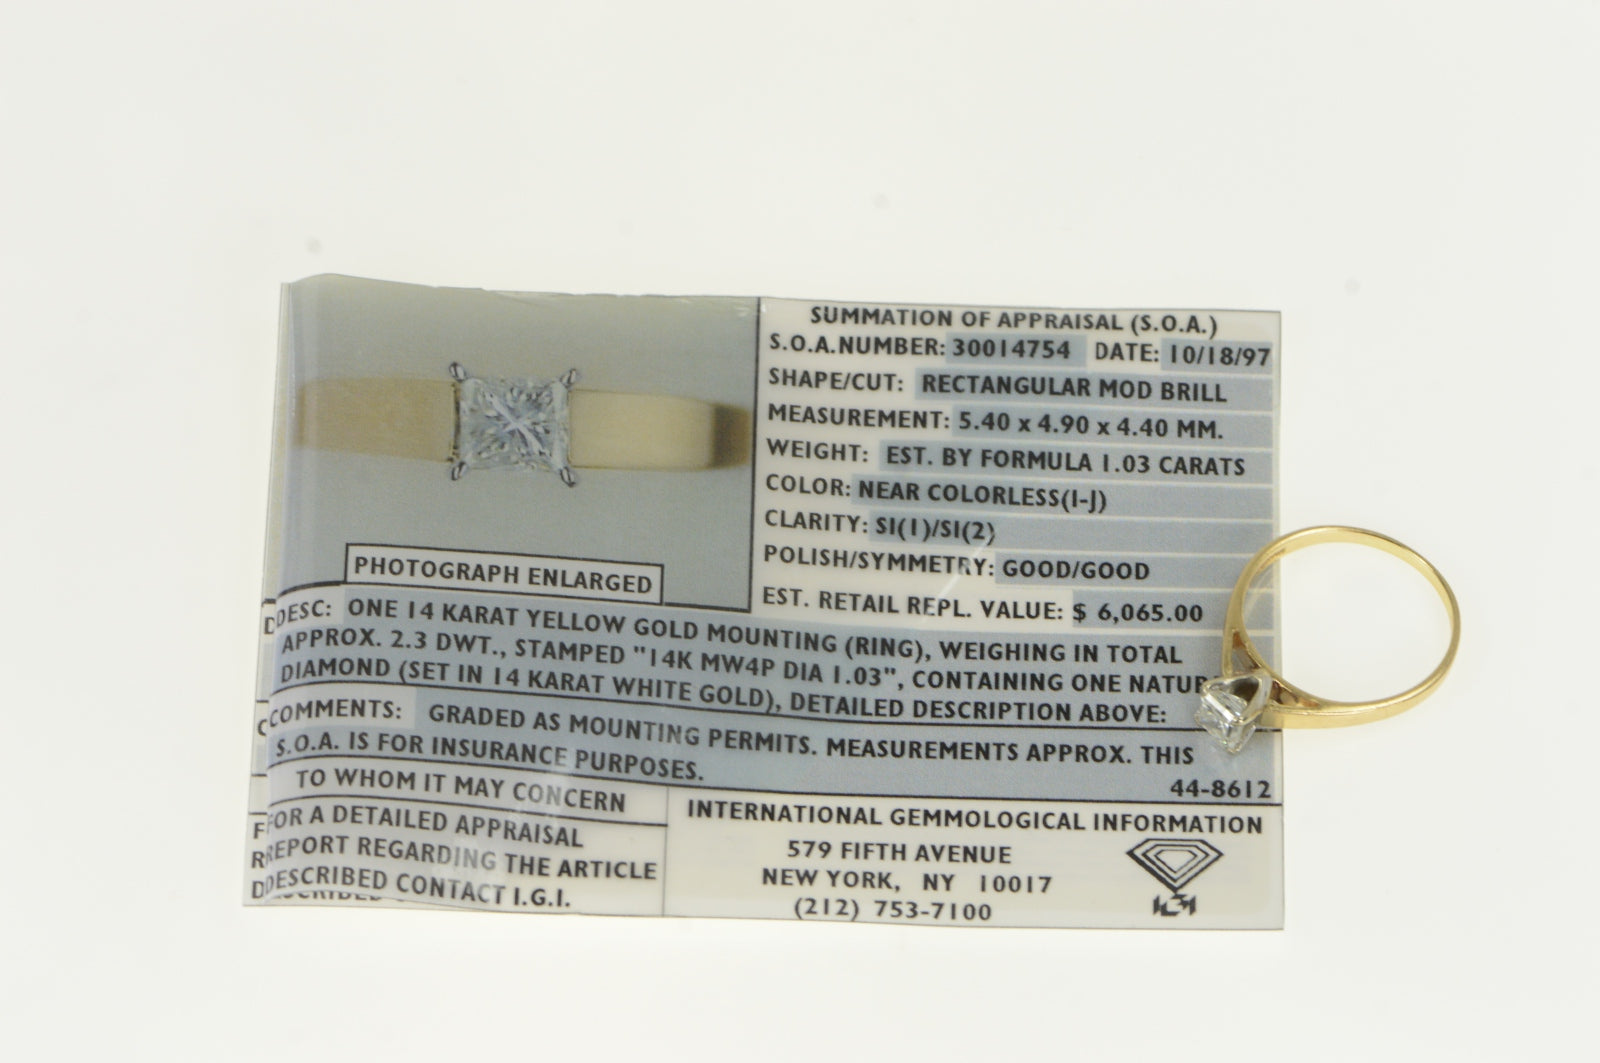 SUMMATION OF APPRAISAL (S.O.A.)
S.O.A.NUMBER: 30014754 DATE: 10/18/97
SHAPE/CUT: RECTANGULAR MOD BRILL
MEASUREMENT: 5.40 x 4.90 x 4.40 MM.
WEIGHT: EST. BY FORMULA 1.03 CARATS
COLOR: NEAR COLORLESS(I-J)
CLARITY: SI(1)/SI(2)
POLISH/SYMMETRY: GOOD/GOOD
EST. RETAIL REPL. VALUE: $ 6,065.00
PHOTOGRAPH ENLARGED
DESC: ONE 14 KARAT YELLOW GOLD MOUNTING (RING), WEIGHING IN TOTAL
APPROX. 2.3 DWT., STAMPED "14K MW4P DIA 1.03", CONTAINING ONE NATUR
DIAMOND (SET IN 14 KARAT WHITE GOLD), DETAILED DESCRIPTION ABOVE:
COMMENTS: GRADED AS MOUNTING PERMITS. MEASUREMENTS APPROX. THIS
S.O.A. IS FOR INSURANCE PURPOSES.
44-8612
TO WHOM IT MAY CONCERN
FOR A DETAILED APPRAISAL
REPORT REGARDING THE ARTICLE
DESCRIBED CONTACT I.G.I.
INTERNATIONAL GEMMOLOGICAL INFORMATION
579 FIFTH AVENUE
NEW YORK, NY 10017
(212) 753-7100
IGI